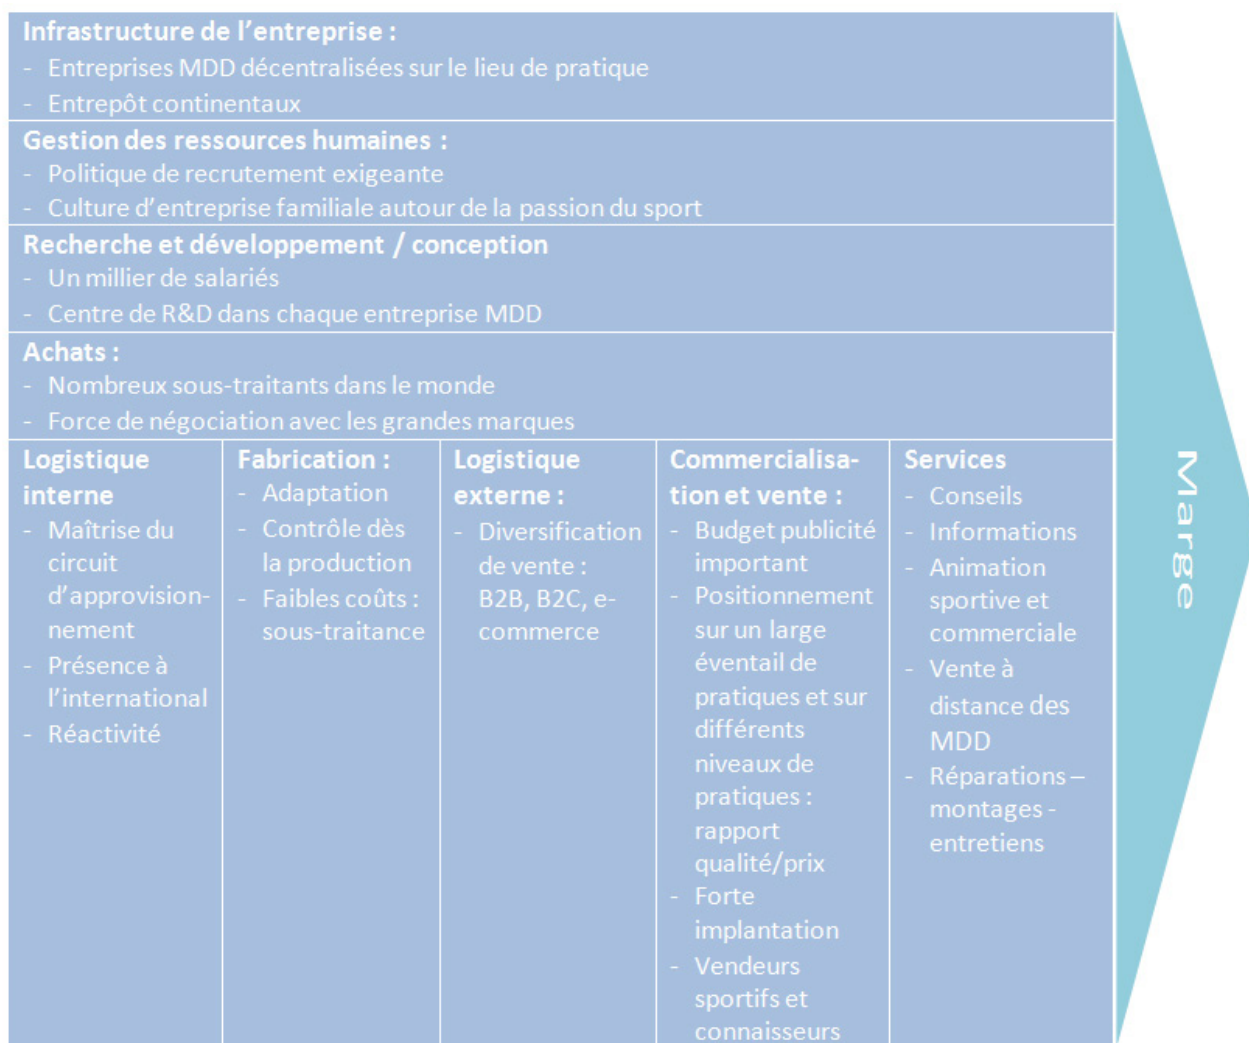 Infrastructure de l'entreprise :
- Entreprises MDD décentralisées sur le lieu de pratique
- Entrepôt continentaux
Gestion des ressources humaines :
- Politique de recrutement exigeante
- Culture d'entreprise familiale autour de la passion du sport
Recherche et développement / conception
- Un millier de salariés
- Centre de R&D dans chaque entreprise MDD
Achats :
- Nombreux sous-traitants dans le monde
- Force de négociation avec les grandes marques
Logistique
interne
- Maîtrise du
circuit
d'approvision-
nement
- Présence à
l'international
- Réactivité
Fabrication :
- Adaptation
- Contrôle dès
la production
- Faibles coûts :
sous-traitance
Logistique
externe :
- Diversification
de vente :
B2B, B2C, e-
commerce
Commercialisa-
tion et vente :
- Budget publicité
important
- Positionnement
sur un large
éventail de
pratiques et sur
différents
niveaux de
pratiques :
rapport
qualité/prix
- Forte
implantation
- Vendeurs
sportifs et
connaisseurs
Services
- Conseils
- Informations
- Animation
sportive et
commerciale
- Vente à
distance des
MDD
- Réparations –
montages -
entretiens
Marge